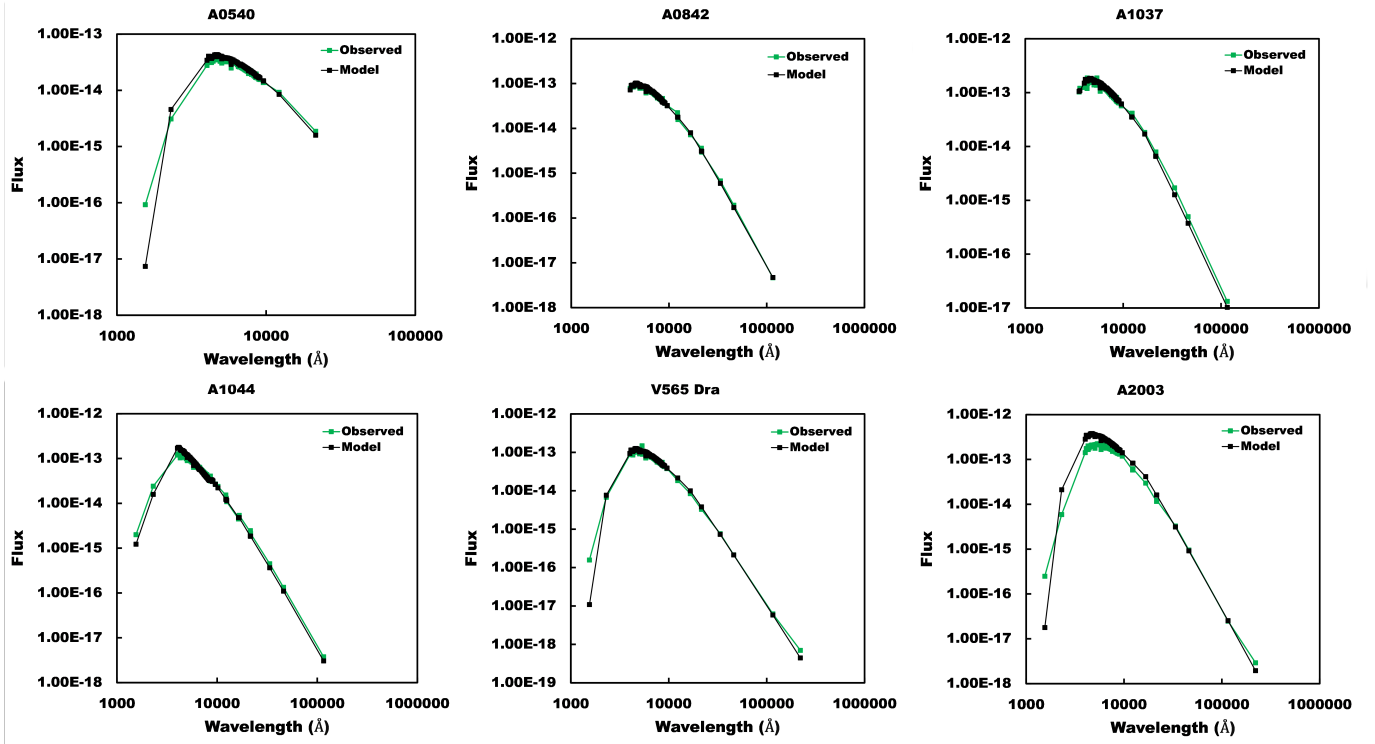 A0540
1.00E-13
1.00E-14
1.00E-15
1.00E-16
1.00E-17
1.00E-18
Flux
Observed
Model
1000 10000 100000
Wavelength (Å)
A0842
1.00E-12
1.00E-13
1.00E-14
1.00E-15
1.00E-16
1.00E-17
1.00E-18
Flux
Observed
Model
1000 10000 100000 1000000
Wavelength (Å)
A1037
1.00E-12
1.00E-13
1.00E-14
1.00E-15
1.00E-16
1.00E-17
Flux
Observed
Model
1000 10000 100000 1000000
Wavelength (Å)
A1044
1.00E-12
1.00E-13
1.00E-14
1.00E-15
1.00E-16
1.00E-17
1.00E-18
Flux
Observed
Model
1000 10000 100000 1000000
Wavelength (Å)
V565 Dra
1.00E-12
1.00E-13
1.00E-14
1.00E-15
1.00E-16
1.00E-17
1.00E-18
1.00E-19
Flux
Observed
Model
1000 10000 100000 1000000
Wavelength (Å)
A2003
1.00E-12
1.00E-13
1.00E-14
1.00E-15
1.00E-16
1.00E-17
1.00E-18
Flux
Observed
Model
1000 10000 100000 1000000
Wavelength (Å)